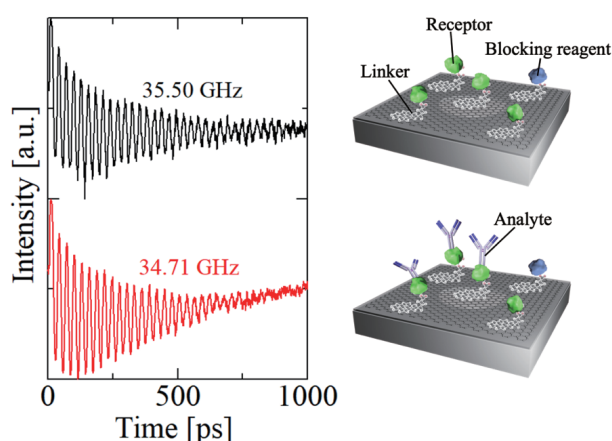 Intensity [a.u.]
35.50 GHz
34.71 GHz
0
500
1000
Time [ps]
Receptor
Blocking reagent
Linker
Analyte